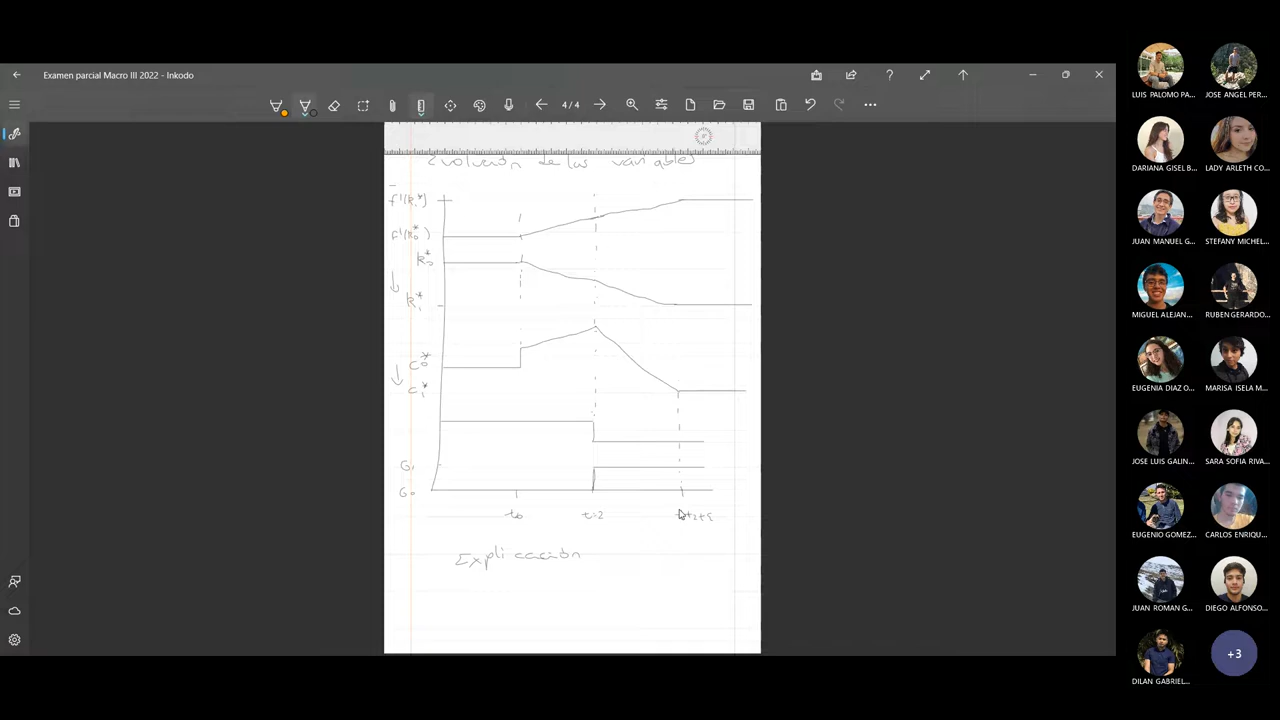 Examen parcial Macro III 2022 - Inkodo
4/4
Evolución de las variables
f'(k₁*)
f'(k₀*)
k₀*
k₁*
C₀*
C₁*
G₁
G₀
t₀
t=2
Explicación
LUIS PALOMO PA...
JOSE ANGEL PER...
DARIANA GISEL B...
LADY ARLETH CO...
JUAN MANUEL G...
STEFANY MICHEL...
MIGUEL ALEJAN...
RUBEN GERARDO...
EUGENIA DIAZ O...
MARISA ISELA M...
JOSE LUIS GALIN...
SARA SOFIA RIVA...
EUGENIO GOMEZ...
CARLOS ENRIQU...
JUAN ROMAN G...
DIEGO ALFONSO...
DILAN GABRIEL...
+3